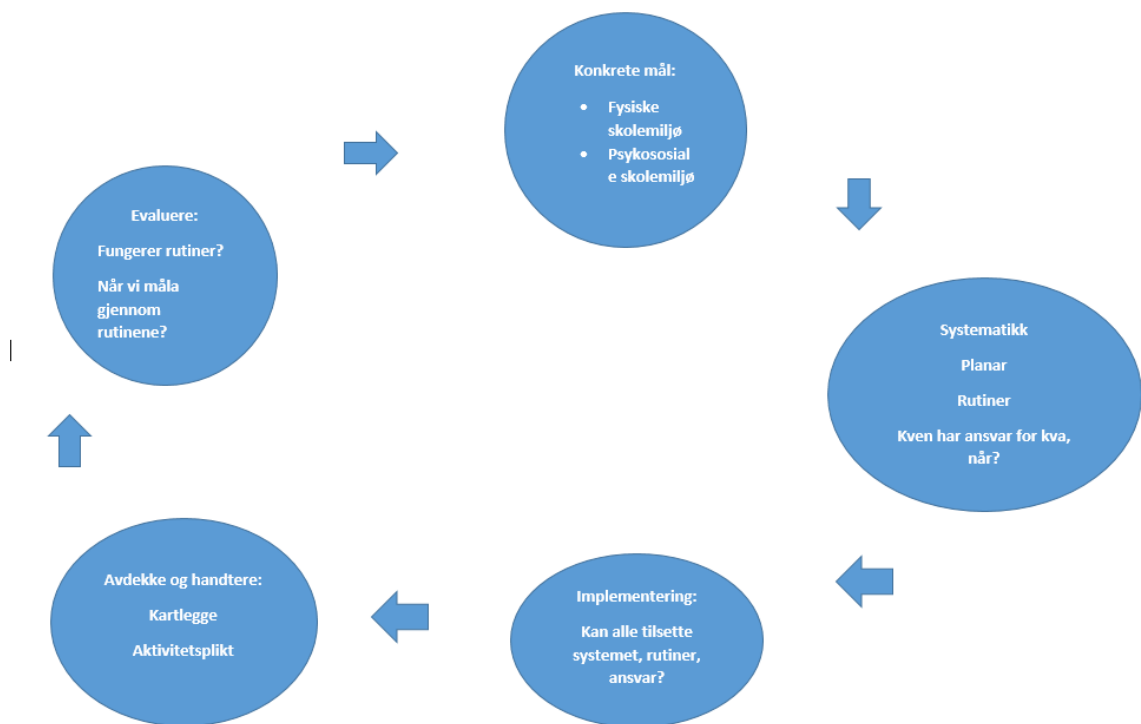 Konkrete mål:
• Fysiske
skolemiljø
• Psykososial
e skolemiljø
Systematikk
Planar
Rutiner
Kven har ansvar for kva,
når?
Implementering:
Kan alle tilsette
systemet, rutiner,
ansvar?
Avdekke og handtere:
Kartlegge
Aktivitetsplikt
Evaluere:
Fungerer rutiner?
Når vi måla
gjennom
rutinene?